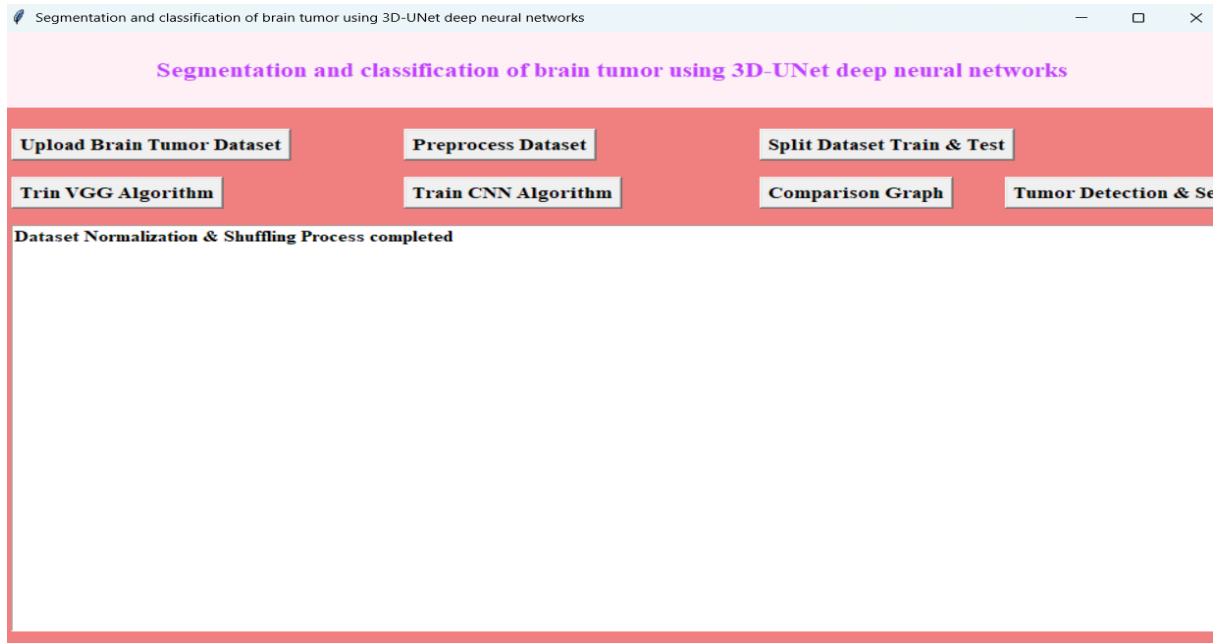 Segmentation and classification of brain tumor using 3D-UNet deep neural networks
Segmentation and classification of brain tumor using 3D-UNet deep neural networks
Upload Brain Tumor Dataset Preprocess Dataset Split Dataset Train & Test
Trin VGG Algorithm Train CNN Algorithm Comparison Graph Tumor Detection & Se
Dataset Normalization & Shuffling Process completed